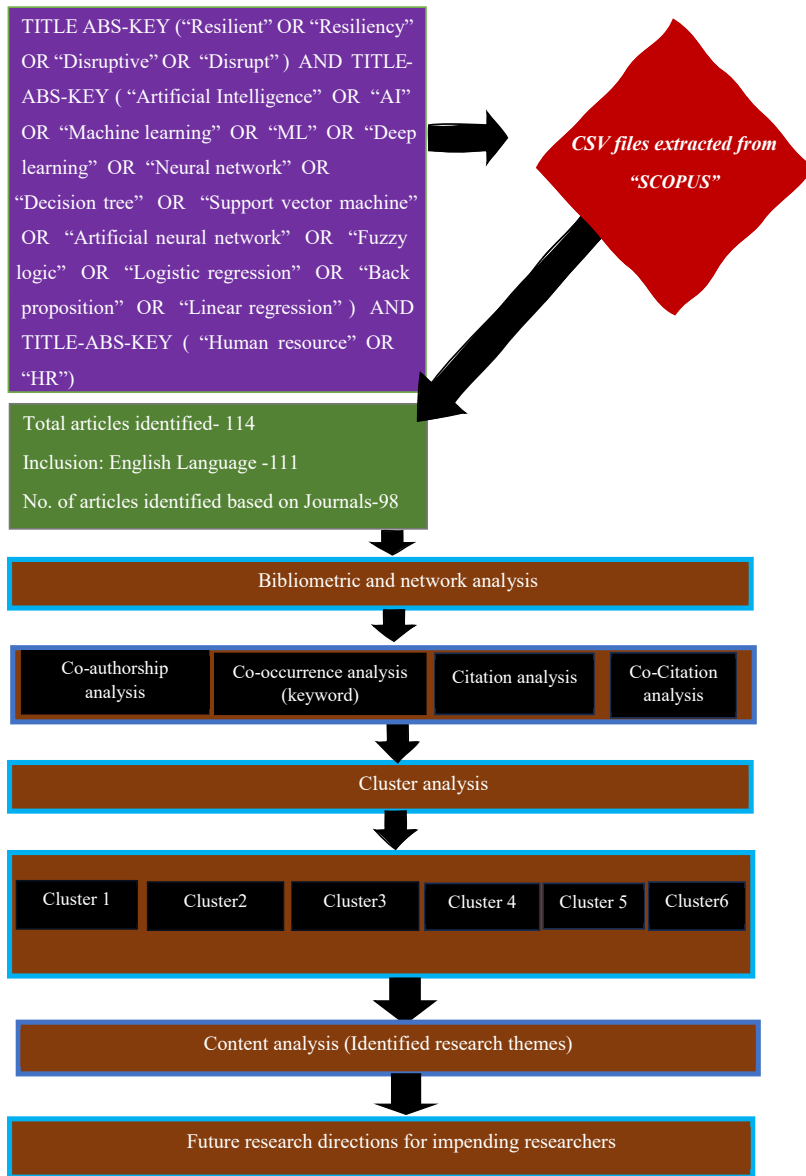 TITLE ABS-KEY (“Resilient” OR “Resiliency”
OR “Disruptive” OR “Disrupt” ) AND TITLE-
ABS-KEY ( “Artificial Intelligence” OR “AI”
OR “Machine learning” OR “ML” OR “Deep
learning” OR “Neural network” OR
“Decision tree” OR “Support vector machine”
OR “Artificial neural network” OR “Fuzzy
logic” OR “Logistic regression” OR “Back
proposition” OR “Linear regression” ) AND
TITLE-ABS-KEY ( “Human resource” OR
“HR”)
CSV files extracted from
“SCOPUS”
Total articles identified- 114
Inclusion: English Language -111
No. of articles identified based on Journals-98
Bibliometric and network analysis
Co-authorship
analysis
Co-occurrence analysis
(keyword)
Citation analysis
Co-Citation
analysis
Cluster analysis
Cluster 1
Cluster2
Cluster3
Cluster 4
Cluster 5
Cluster6
Content analysis (Identified research themes)
Future research directions for impending researchers